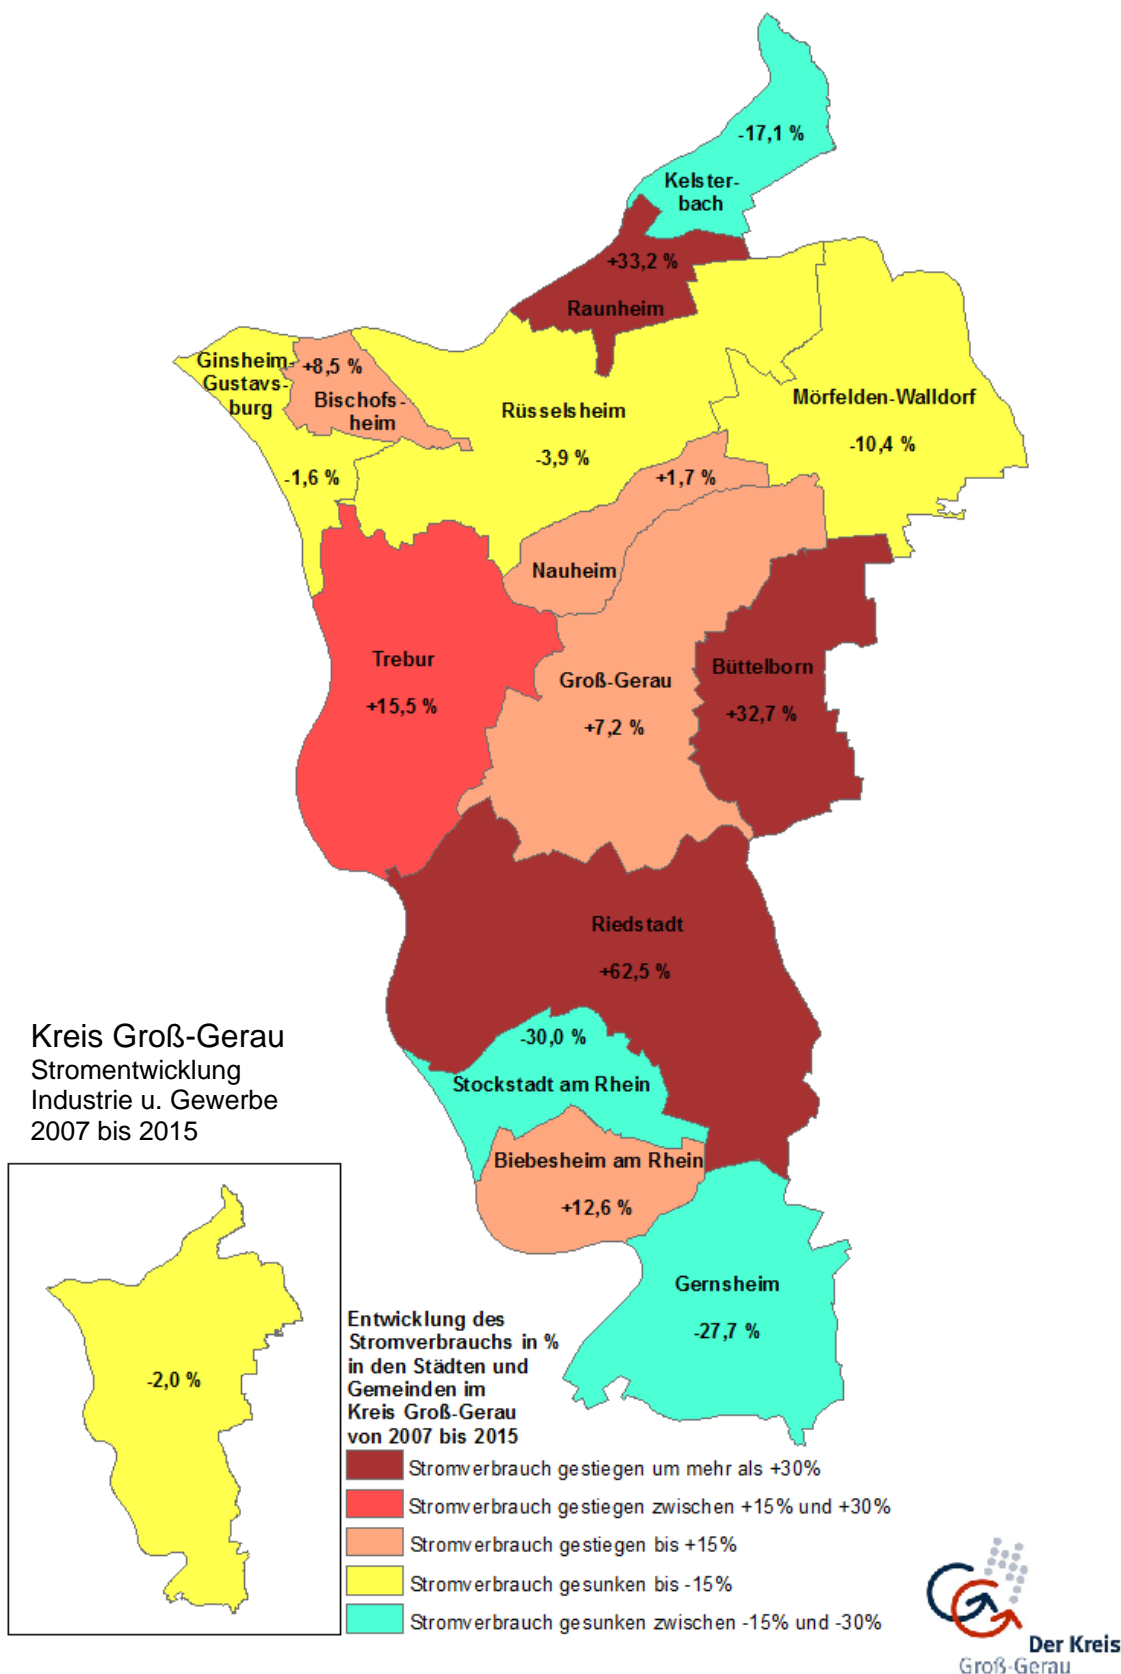 -17,1 %
Kelster-
bach
+33,2 %
Raunheim
Ginsheim-
Gustavs-
burg
+8,5 %
Bischofs-
heim
Rüsselsheim
-3,9 %
Mörfelden-Walldorf
-10,4 %
-1,6 %
+1,7 %
Nauheim
Trebur
+15,5 %
Groß-Gerau
+7,2 %
Büttelborn
+32,7 %
Riedstadt
+62,5 %
-30,0 %
Stockstadt am Rhein
Biebesheim am Rhein
+12,6 %
Gernsheim
-27,7 %
Kreis Groß-Gerau
Stromentwicklung
Industrie u. Gewerbe
2007 bis 2015
-2,0 %
Entwicklung des
Stromverbrauchs in %
in den Städten und
Gemeinden im
Kreis Groß-Gerau
von 2007 bis 2015
Stromverbrauch gestiegen um mehr als +30%
Stromverbrauch gestiegen zwischen +15% und +30%
Stromverbrauch gestiegen bis +15%
Stromverbrauch gesunken bis -15%
Stromverbrauch gesunken zwischen -15% und -30%
Der Kreis
Groß-Gerau